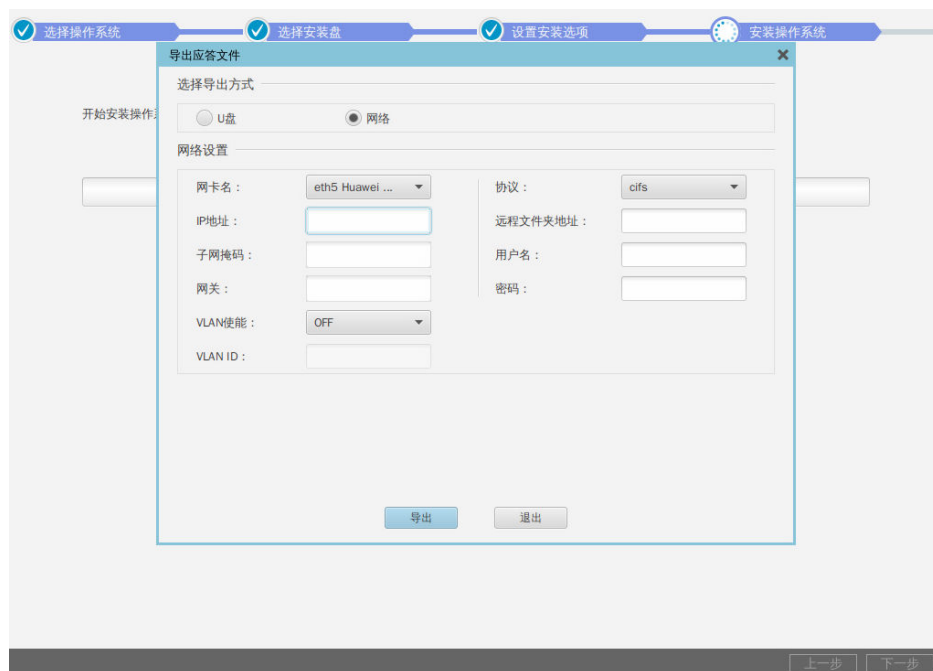 选择操作系统
选择安装盘
设置安装选项
安装操作系统
导出应答文件
选择导出方式
开始安装操作
U盘
网络
网络设置
网卡名：
eth5 Huawei ...
协议：
cifs
IP地址：
远程文件夹地址：
子网掩码：
用户名：
网关：
密码：
VLAN使能：
OFF
VLAN ID：
导出
退出
上一步
下一步